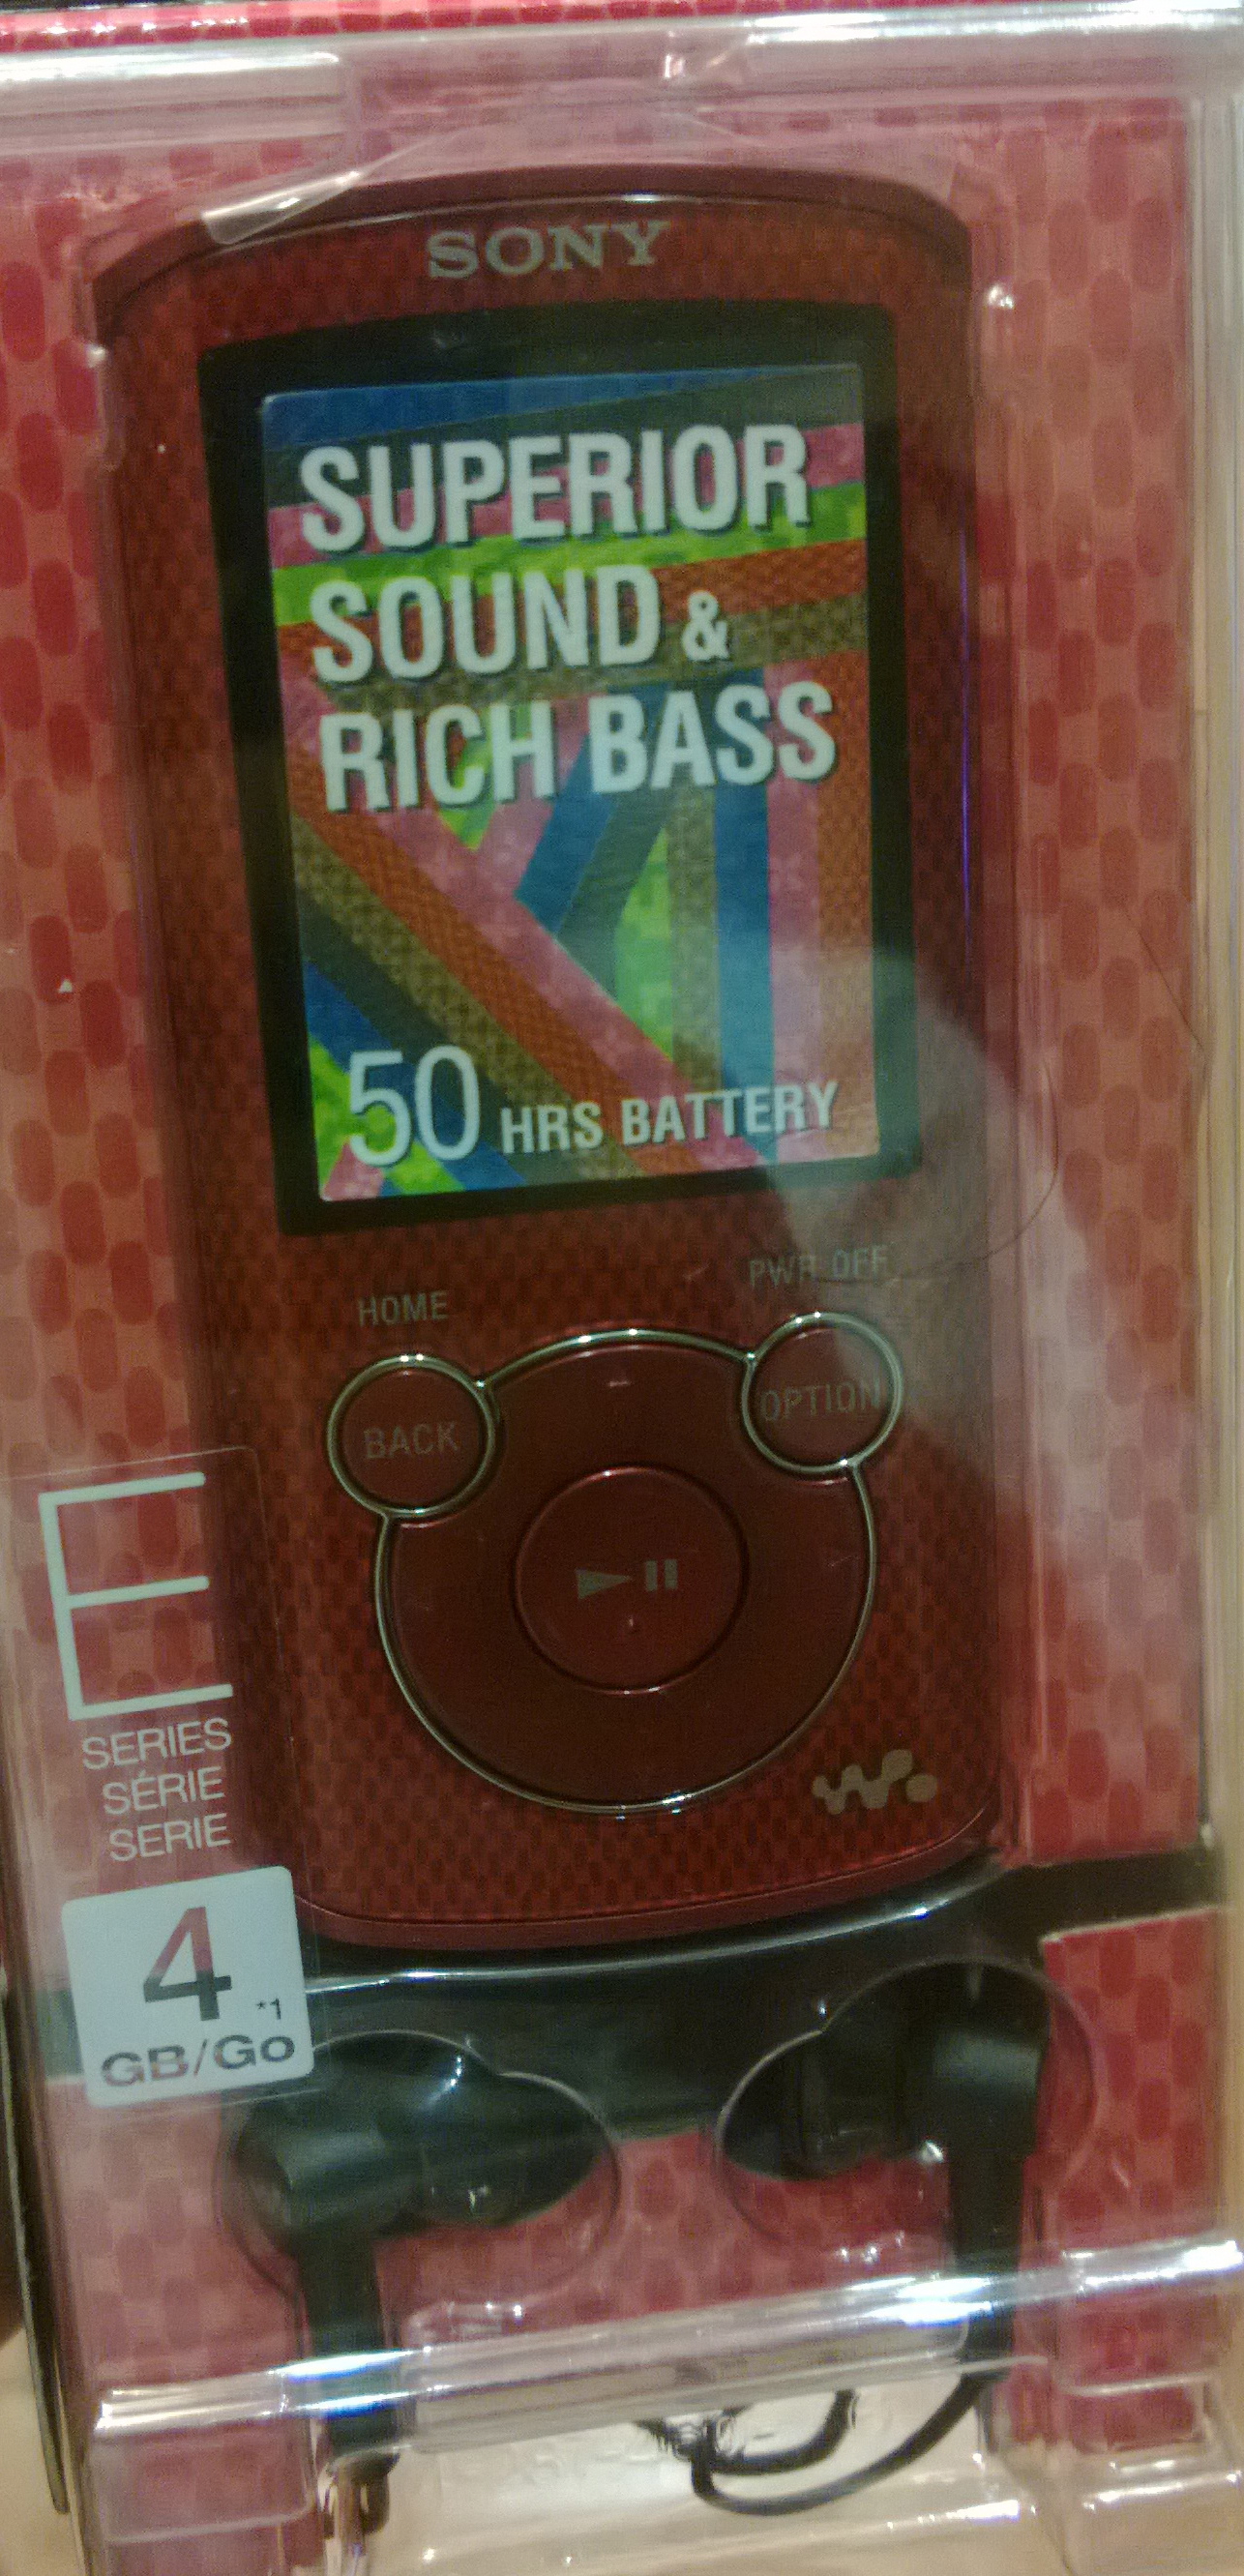 SONY
SUPERIOR
SOUND &
RICH BASS
50 HRS BATTERY
HOME
PWR OFF
BACK
OPTION
E
SERIES
SÉRIE
SERIE
4 *1
GB/Go